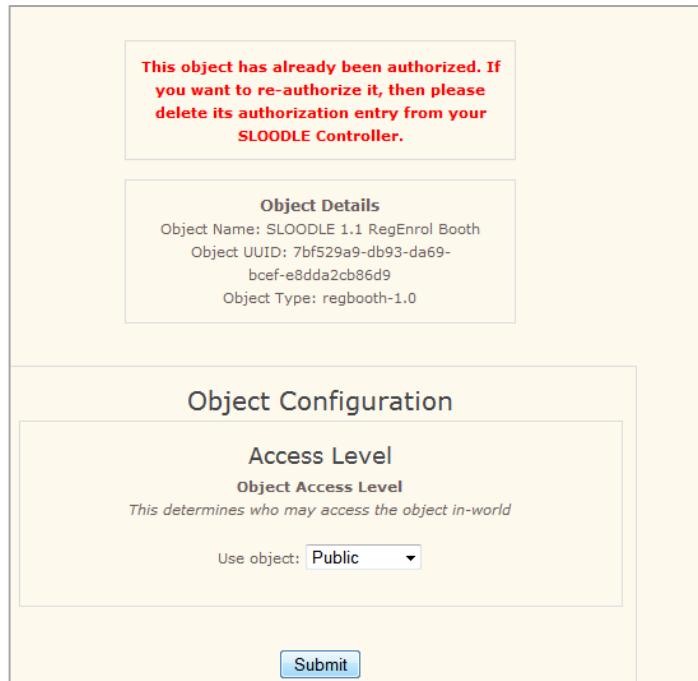 This object has already been authorized. If
you want to re-authorize it, then please
delete its authorization entry from your
SLOODLE Controller.
Object Details
Object Name: SLOODLE 1.1 RegEnrol Booth
Object UUID: 7bf529a9-db93-da69-
bcef-e8dda2cb86d9
Object Type: regbooth-1.0
Object Configuration
Access Level
Object Access Level
This determines who may access the object in-world
Use object: Public
Submit